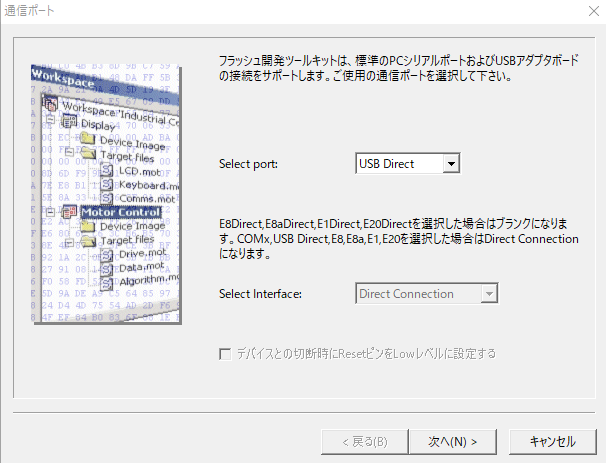 通信ポート
フラッシュ開発ツールキットは、標準のPCシリアルポートおよびUSBアダプタボード
の接続をサポートします。ご使用の通信ポートを選択して下さい。
Workspace
Workspace 'Industrial Co
Display
Device Image
Target files
LCD.mot
Keyboard.mo
Comms.mot
Motor Control
Device Image
Target files
Drive.mot
Data.mot
Algorithm.mo
Select port:
USB Direct
E8Direct,E8aDirect,E1Direct,E20Directを選択した場合はブランクになりま
す。COMx,USB Direct,E8,E8a,E1,E20を選択した場合はDirect Connection
になります。
Select Interface:
Direct Connection
デバイスとの切断時にResetピンをLowレベルに設定する
< 戻る(B)
次へ(N) >
キャンセル